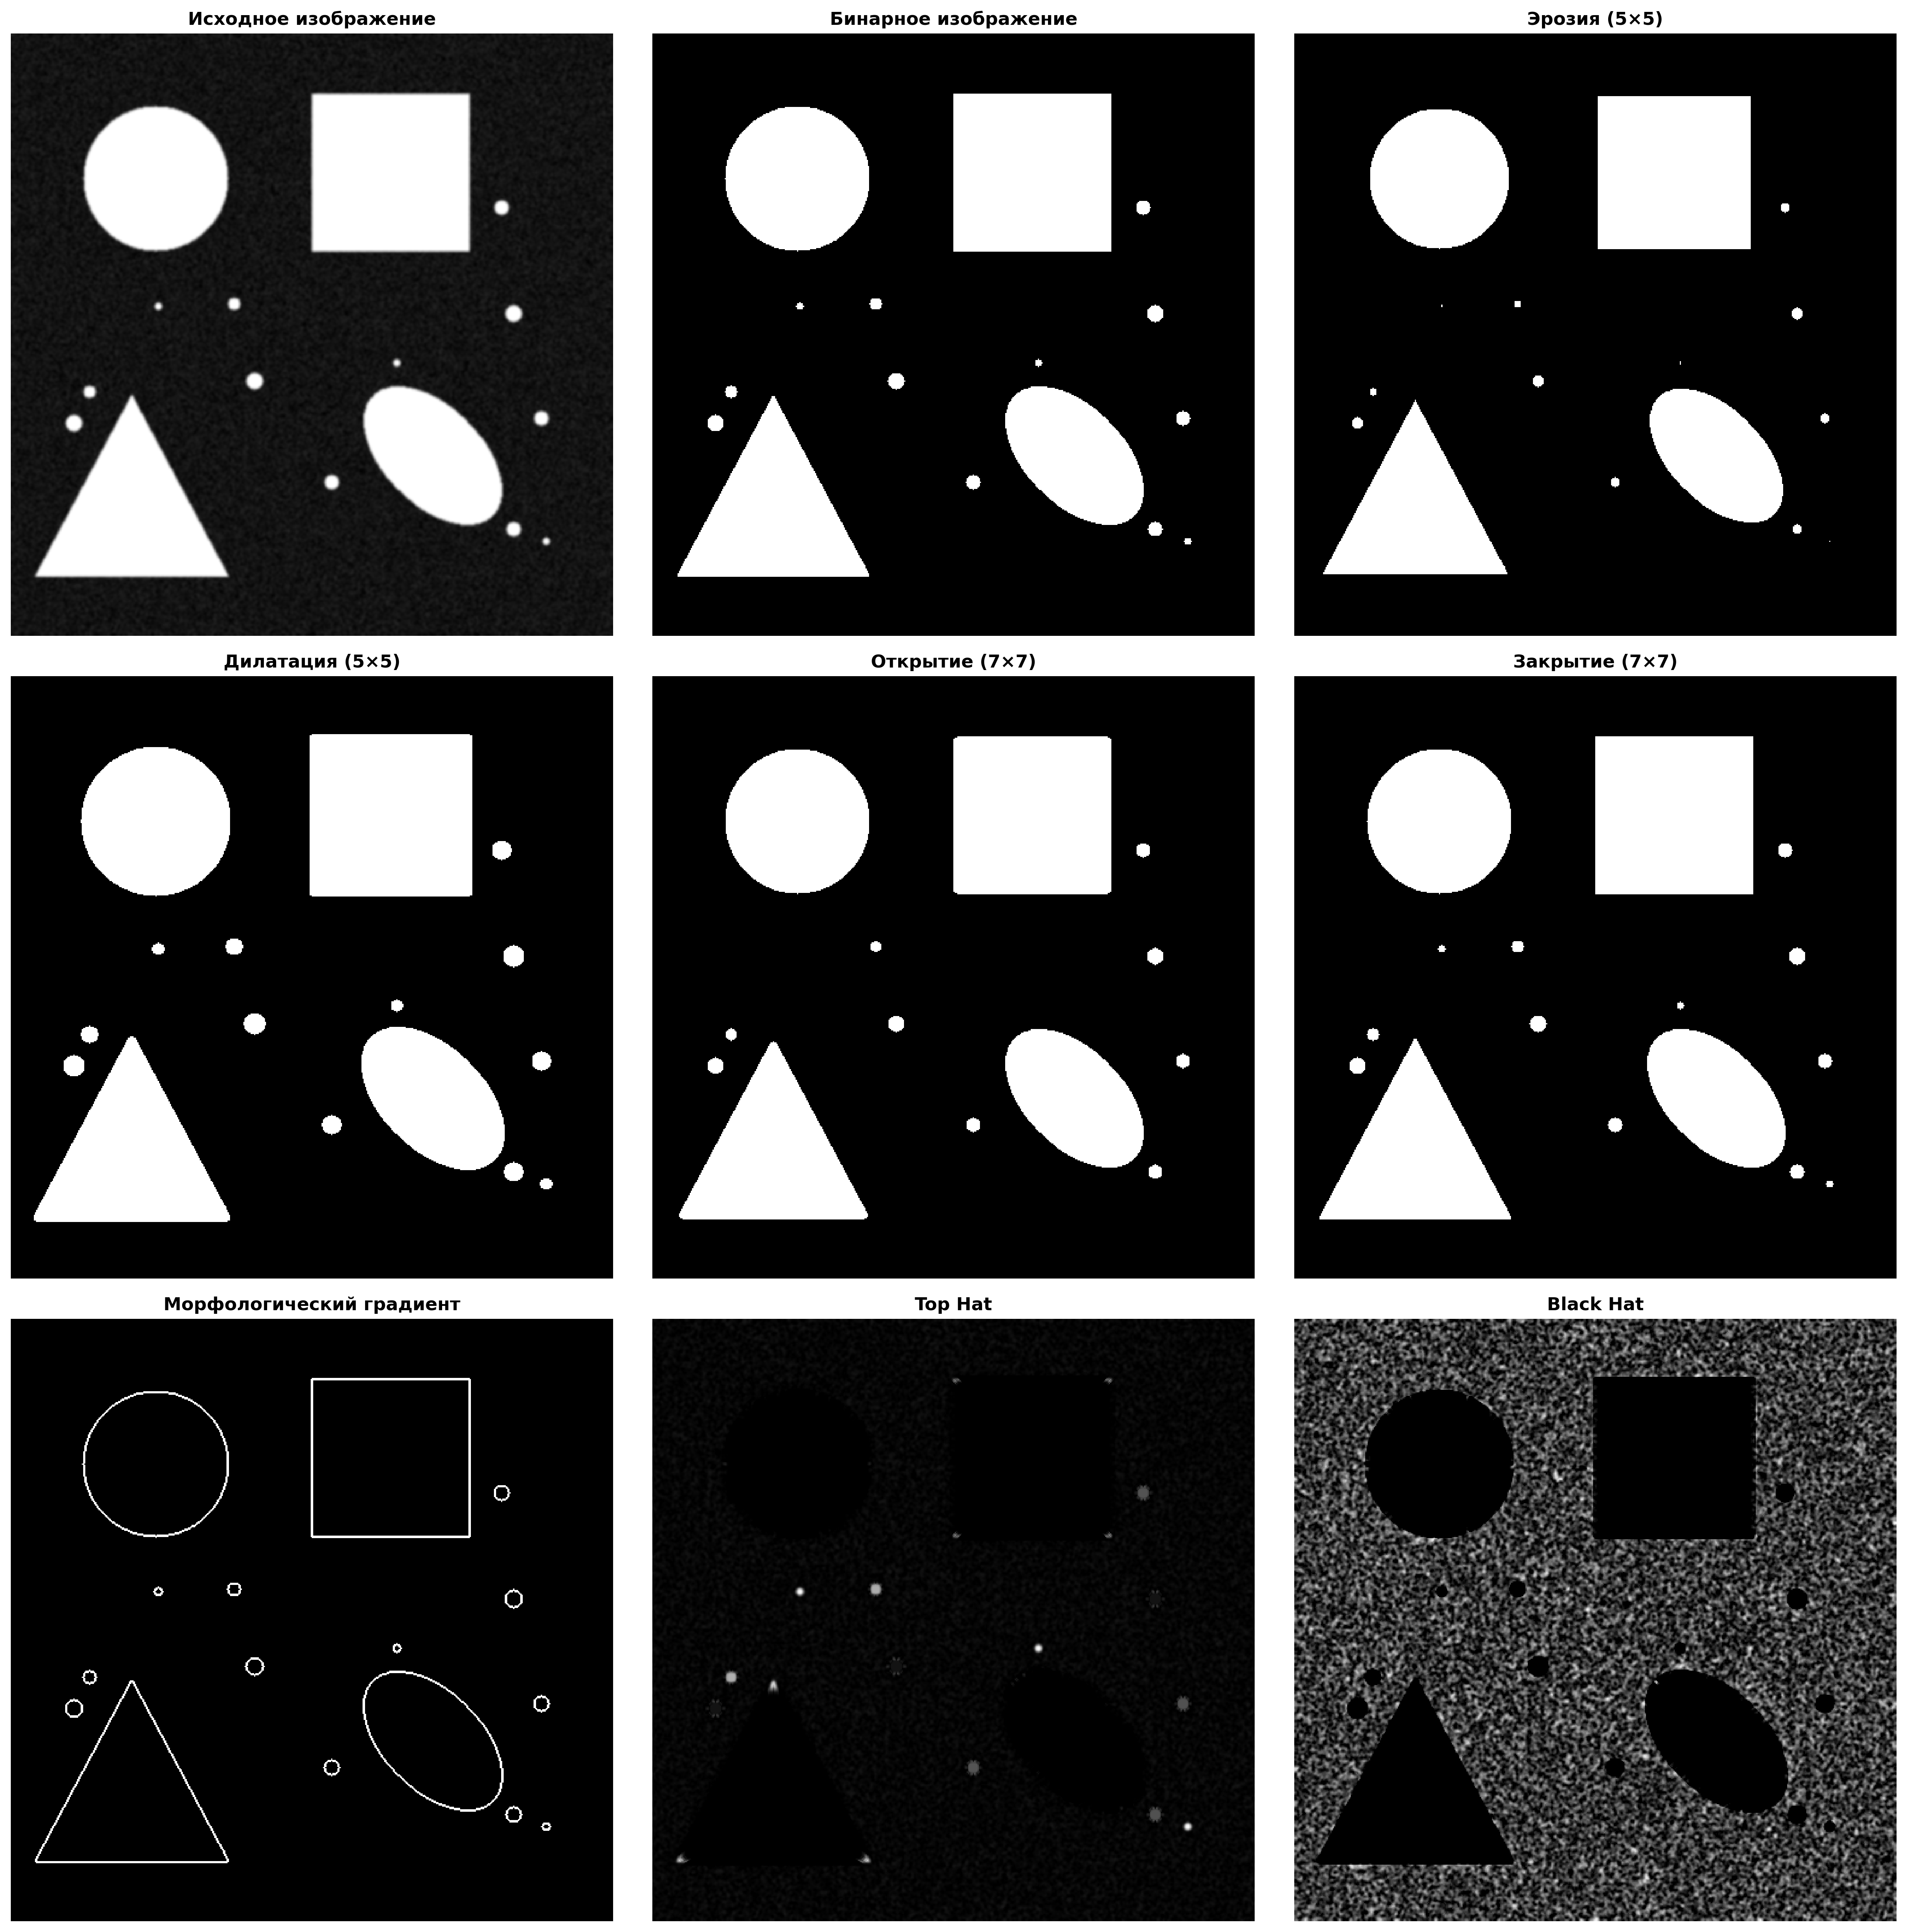 Исходное изображение
Бинарное изображение
Эрозия (5×5)
Дилатация (5×5)
Открытие (7×7)
Закрытие (7×7)
Морфологический градиент
Top Hat
Black Hat